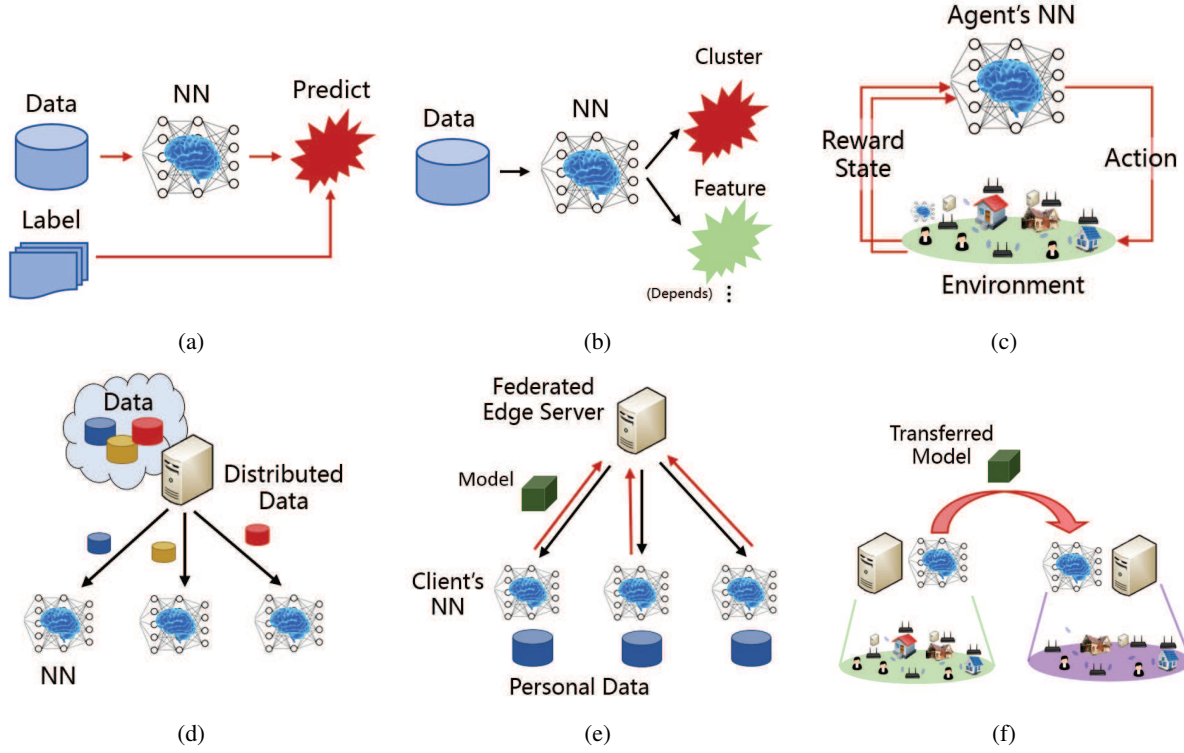 Data
NN
Predict
Label
(a)
Data
NN
Cluster
Feature
(Depends)
(b)
Agent's NN
Reward
State
Action
Environment
(c)
Data
Distributed
Data
NN
(d)
Federated
Edge Server
Model
Client's
NN
Personal Data
(e)
Transferred
Model
(f)